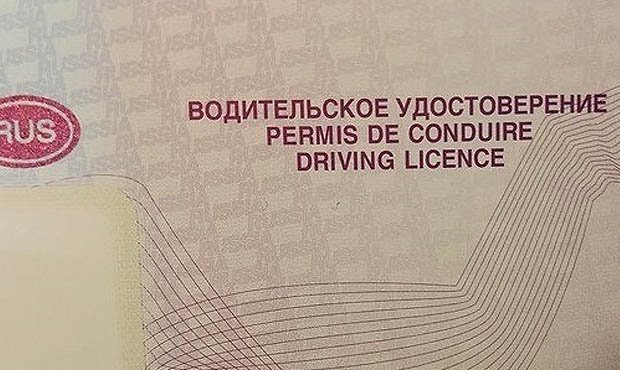 RUS
ВОДИТЕЛЬСКОЕ УДОСТОВЕРЕНИЕ
PERMIS DE CONDUIRE
DRIVING LICENCE